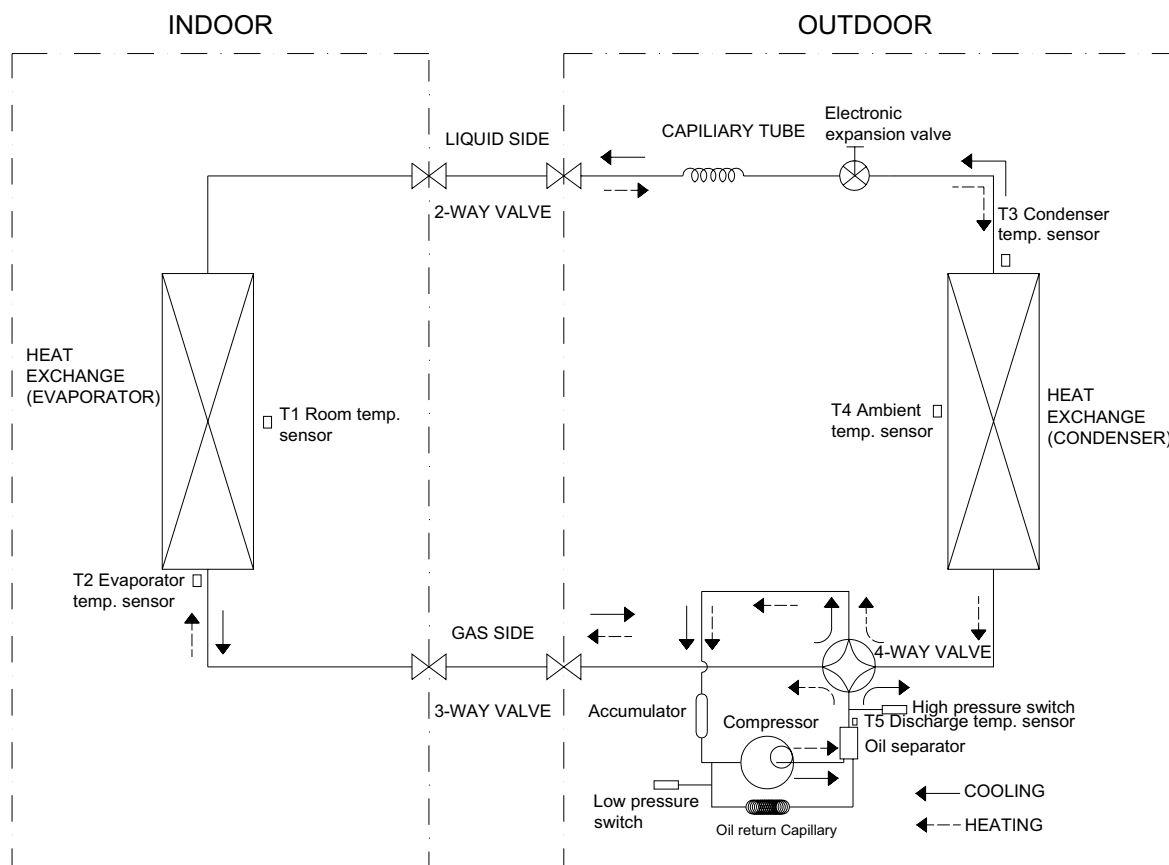 INDOOR
OUTDOOR
LIQUID SIDE
CAPILIARY TUBE
Electronic
expansion valve
2-WAY VALVE
T3 Condenser
temp. sensor
HEAT
EXCHANGE
(EVAPORATOR)
T1 Room temp.
sensor
T4 Ambient
temp. sensor
HEAT
EXCHANGE
(CONDENSER)
T2 Evaporator
temp. sensor
GAS SIDE
4-WAY VALVE
3-WAY VALVE
Accumulator
Compressor
High pressure switch
T5 Discharge temp. sensor
Oil separator
Low pressure
switch
Oil return Capillary
COOLING
HEATING